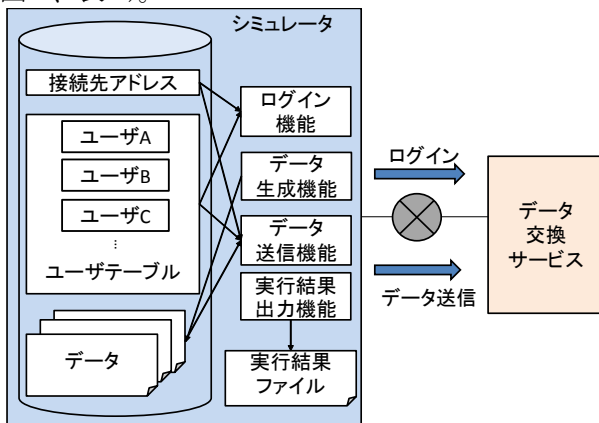 シミュレータ
接続先アドレス
ユーザA
ユーザB
ユーザC
…
ユーザテーブル
データ
ログイン
機能
データ
生成機能
データ
送信機能
実行結果
出力機能
実行結果
ファイル
ログイン
データ送信
データ
交換
サービス